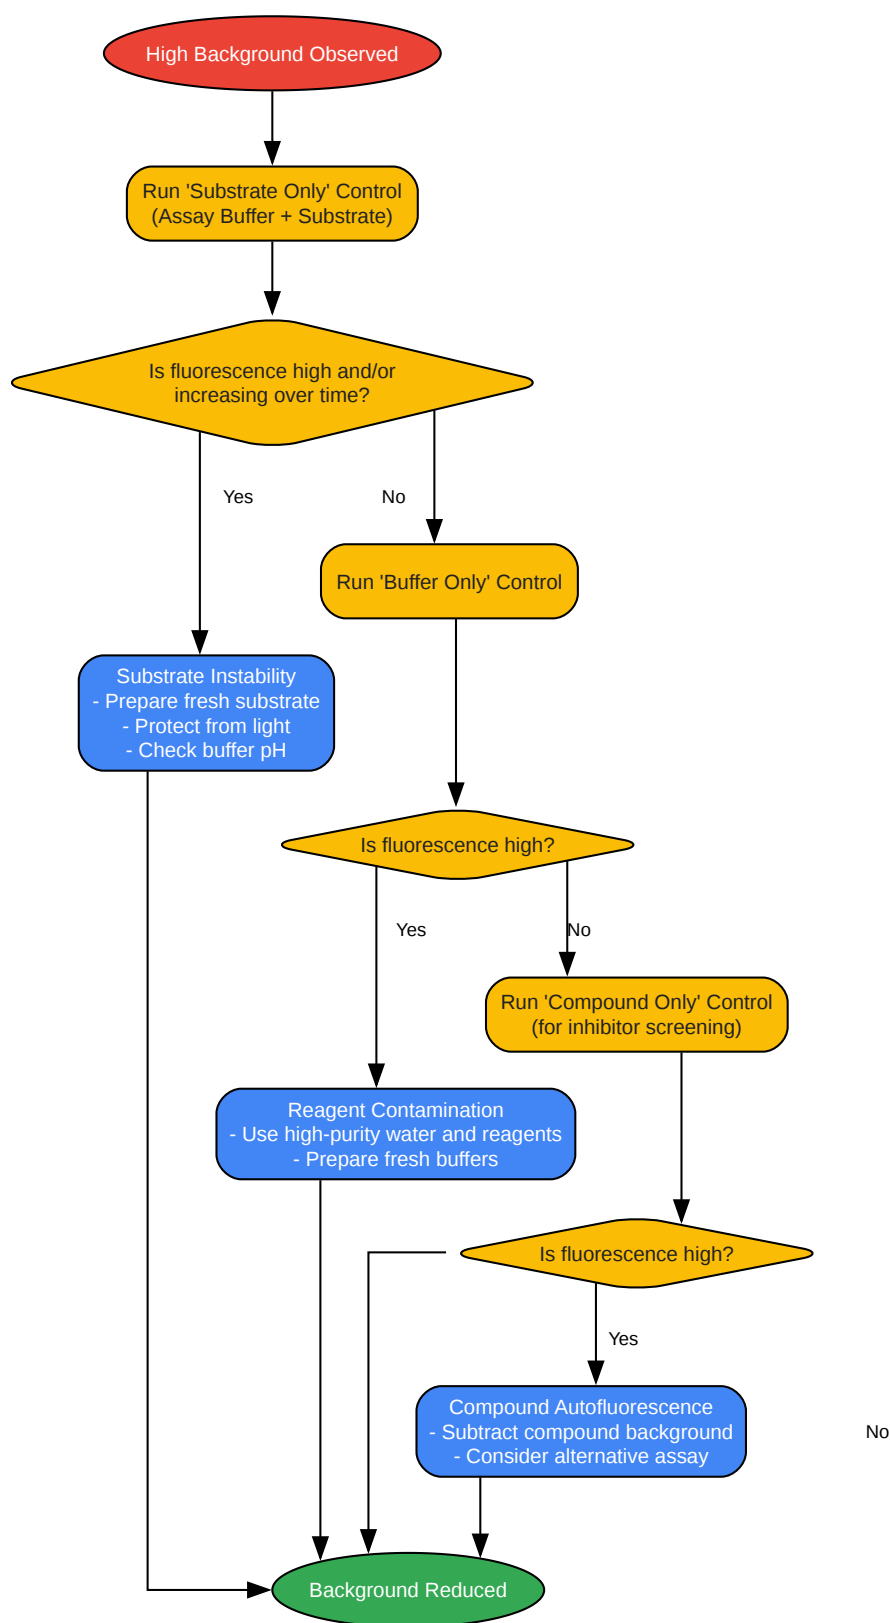 High Background Observed
Run 'Substrate Only' Control
(Assay Buffer + Substrate)
Is fluorescence high and/or
increasing over time?
Yes
No
Run 'Buffer Only' Control
Substrate Instability
- Prepare fresh substrate
- Protect from light
- Check buffer pH
Is fluorescence high?
Yes
No
Run 'Compound Only' Control
(for inhibitor screening)
Reagent Contamination
- Use high-purity water and reagents
- Prepare fresh buffers
Is fluorescence high?
Yes
Compound Autofluorescence
- Subtract compound background
- Consider alternative assay
No
Background Reduced